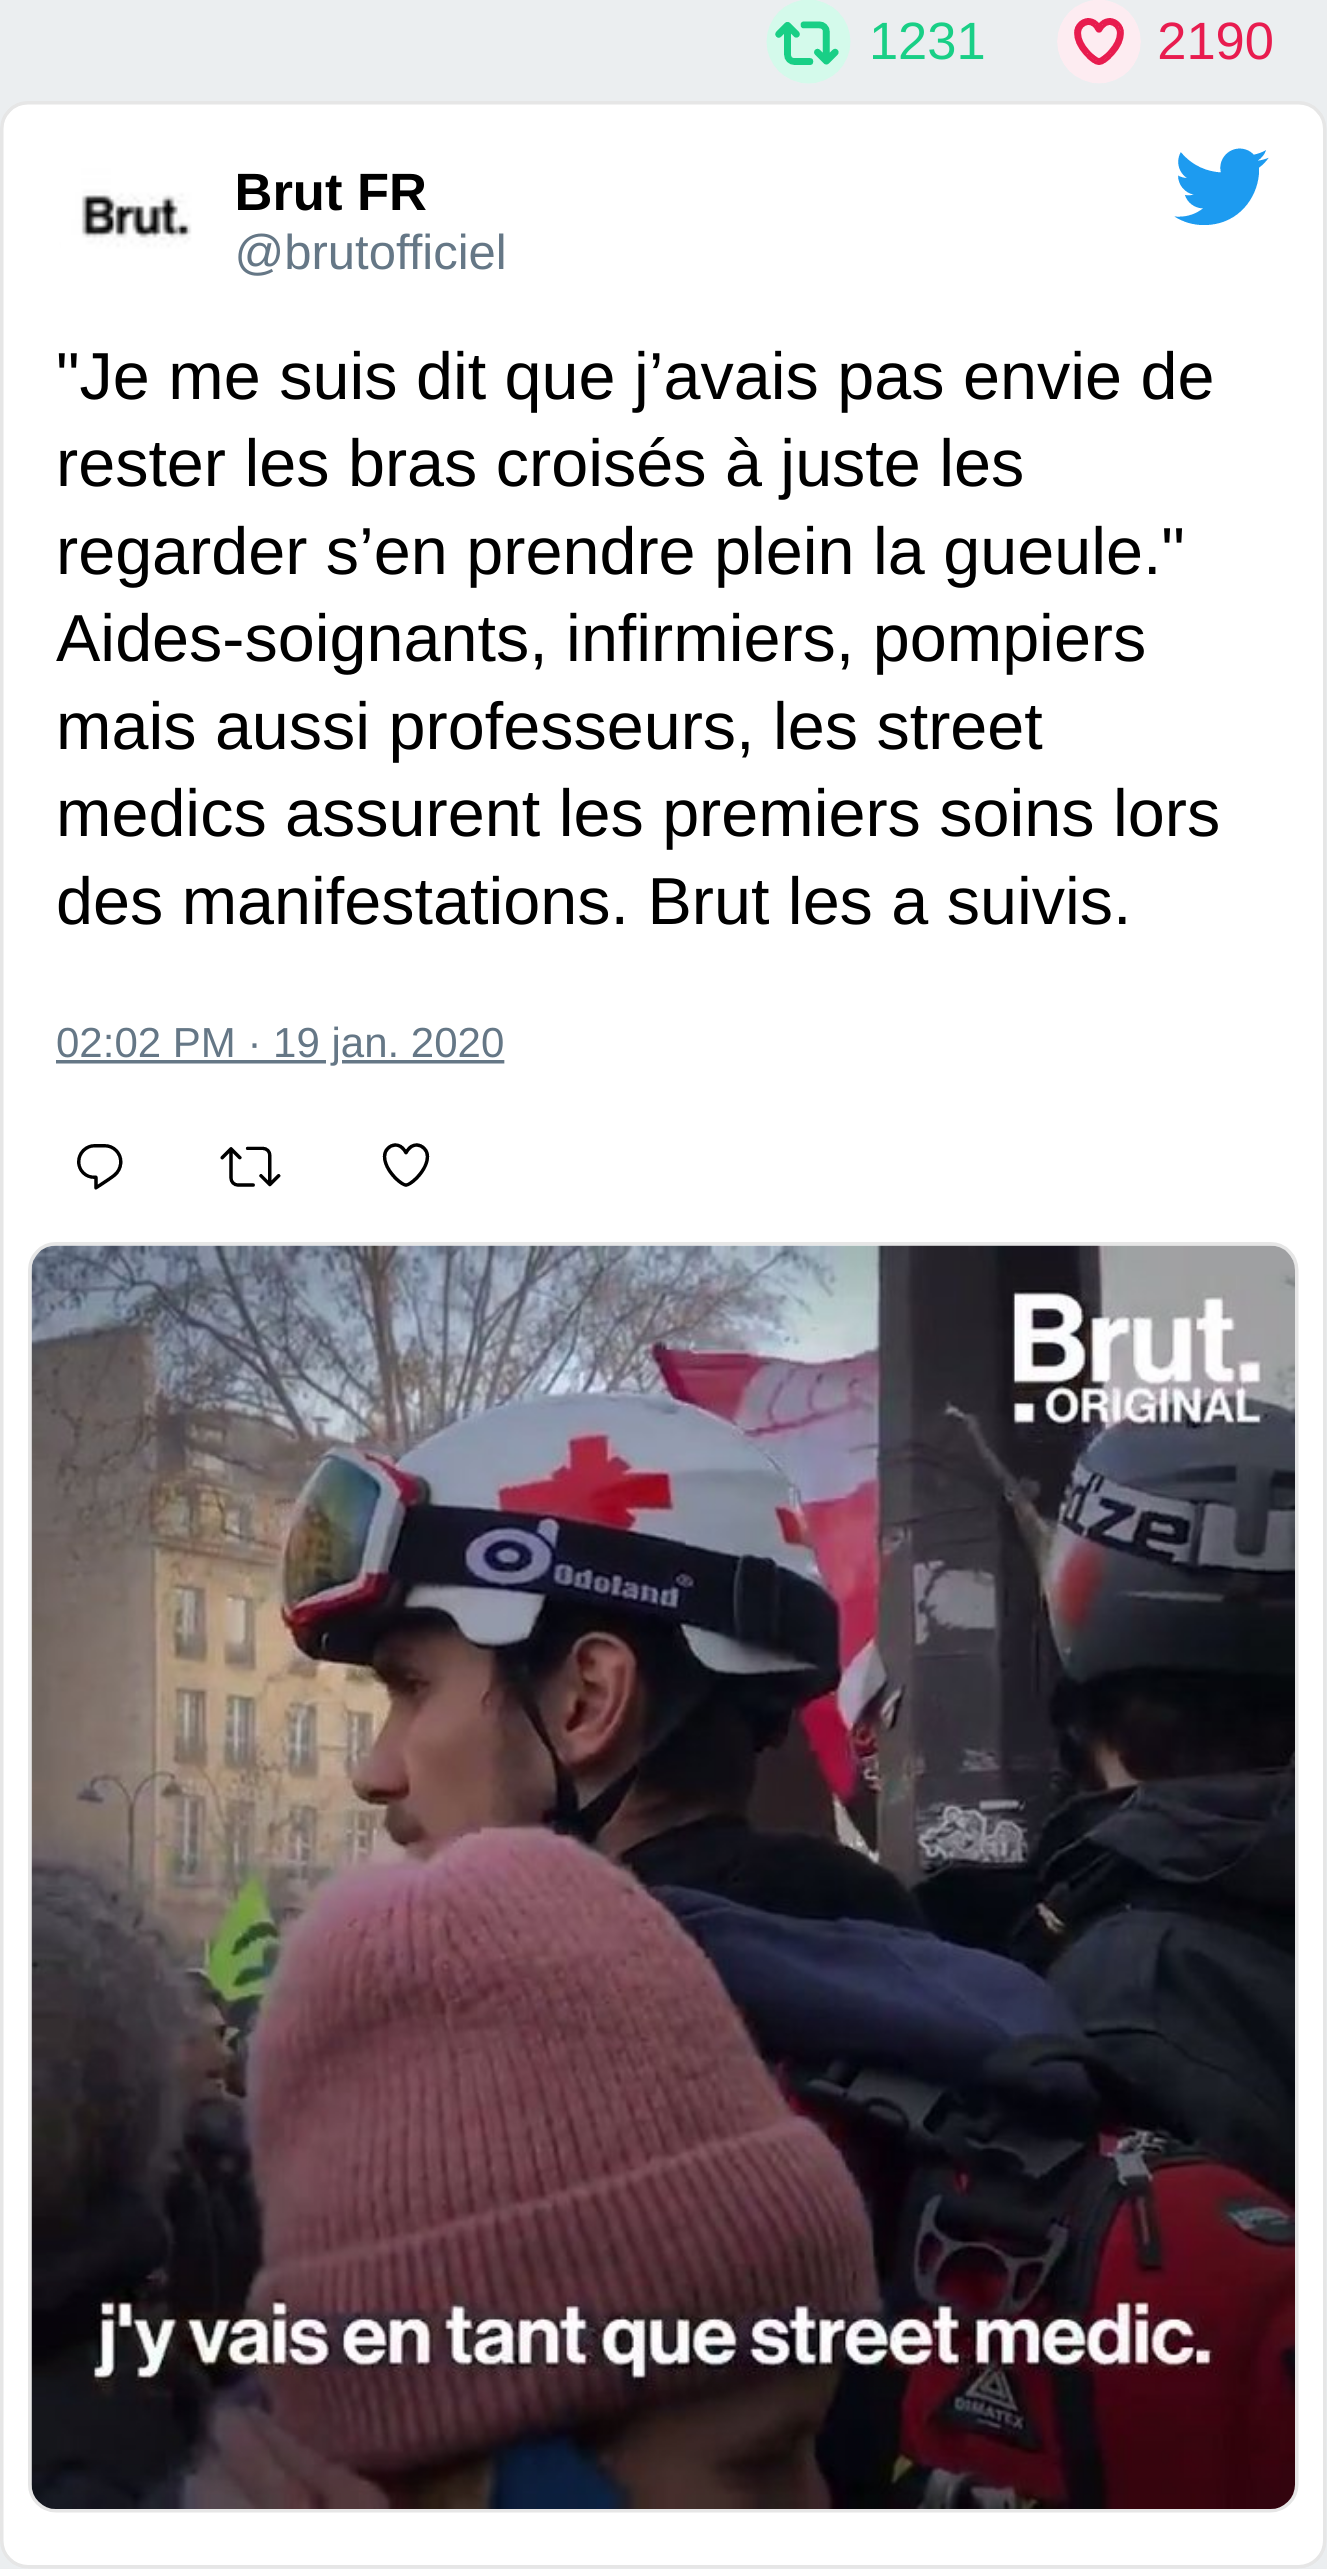 1231 2190
Brut.
Brut FR
@brutofficiel
"Je me suis dit que j’avais pas envie de
rester les bras croisés à juste les
regarder s’en prendre plein la gueule."
Aides-soignants, infirmiers, pompiers
mais aussi professeurs, les street
medics assurent les premiers soins lors
des manifestations. Brut les a suivis.
02:02 PM · 19 jan. 2020
Brut.
ORIGINAL
d'ze
Odoland®
j'y vais en tant que street medic.
DIMATEX